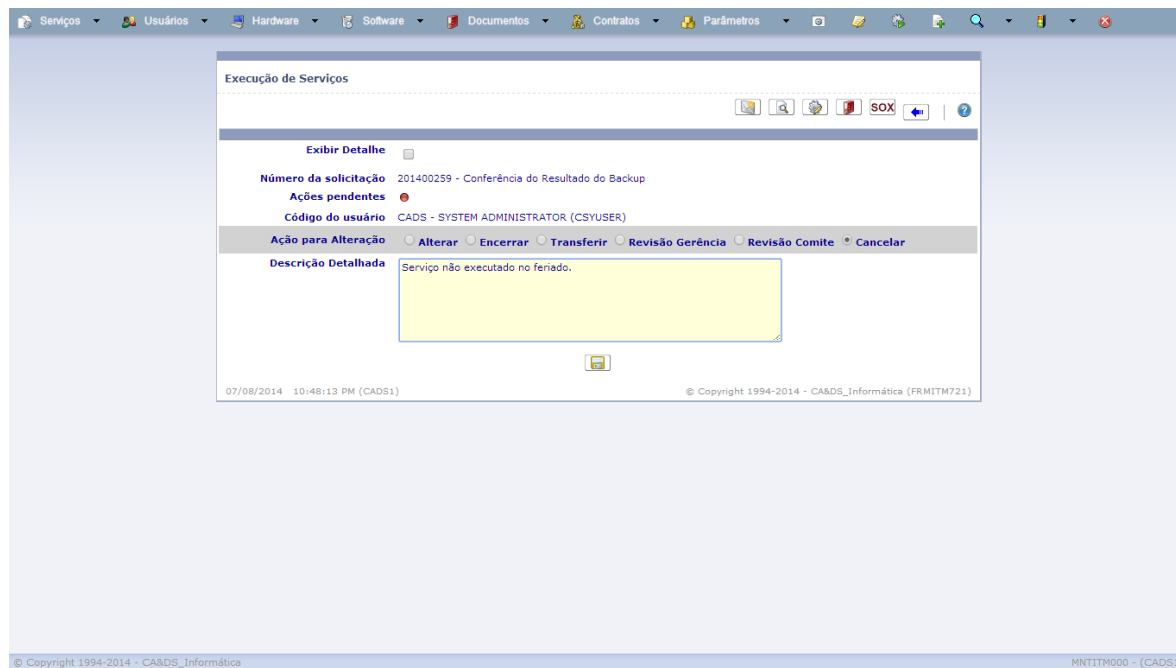 Serviços Usuários Hardware Software Documentos Contratos Parâmetros
Execução de Serviços
SOX
Exibir Detalhe
Número da solicitação 201400259 - Conferência do Resultado do Backup
Ações pendentes
Código do usuário CADS - SYSTEM ADMINISTRATOR (CSYUSER)
Ação para Alteração Alterar Encerrar Transferir Revisão Gerência Revisão Comite Cancelar
Descrição Detalhada Serviço não executado no feriado.
07/08/2014 10:48:13 PM (CADS1) © Copyright 1994-2014 - CA&DS_Informática (FRMITM721)
© Copyright 1994-2014 - CA&DS_Informática MNTITM000 - (CADS